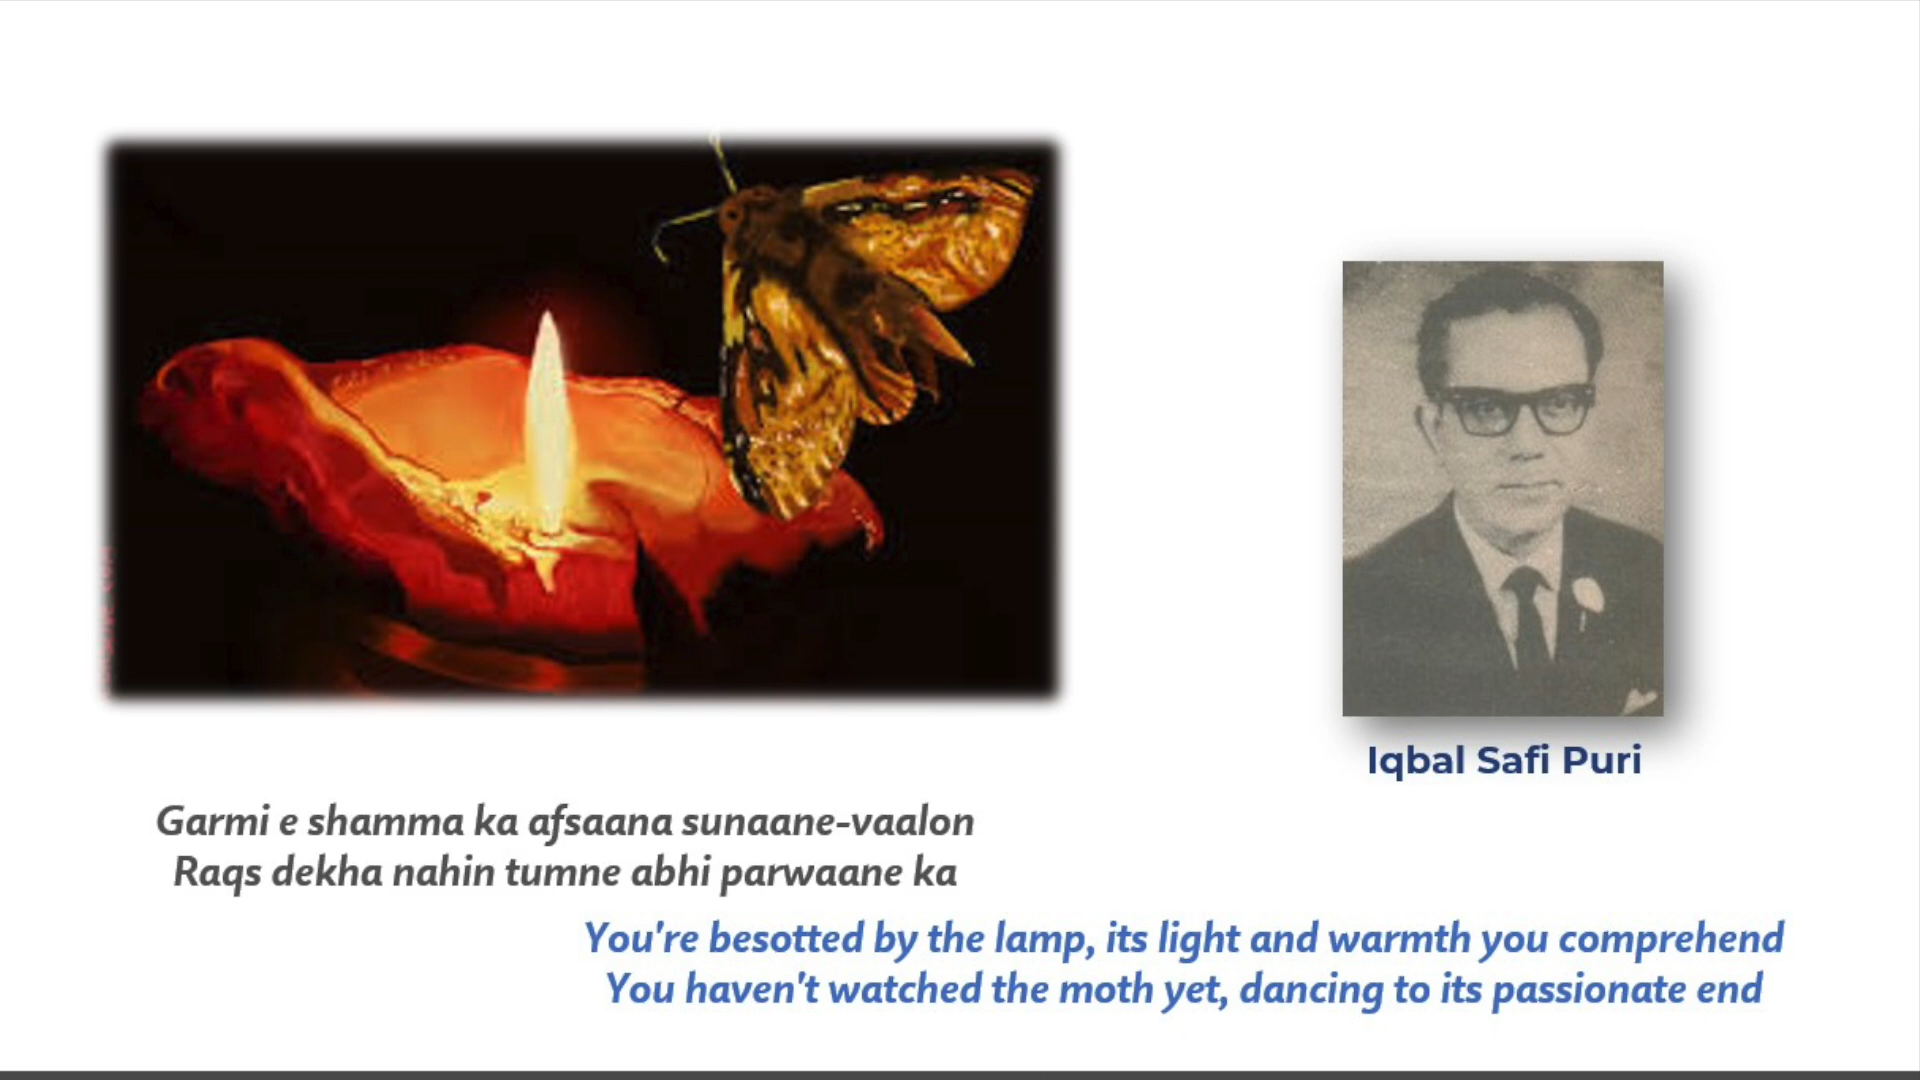 Iqbal Safi Puri
Garmi e shamma ka afsaana sunaane-vaalon
Raqs dekha nahin tumne abhi parwaane ka
You're besotted by the lamp, its light and warmth you comprehend
You haven't watched the moth yet, dancing to its passionate end